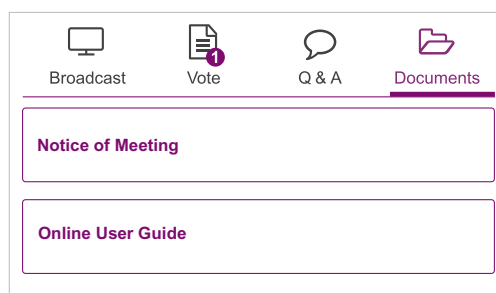 1
Broadcast Vote Q & A Documents
Notice of Meeting
Online User Guide